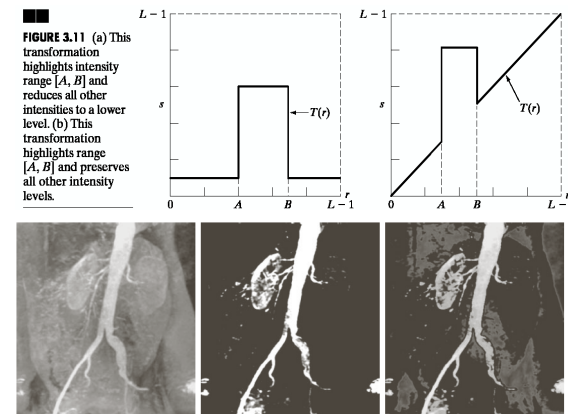 FIGURE 3.11 (a) This
transformation
highlights intensity
range [A, B] and
reduces all other
intensities to a lower
level. (b) This
transformation
highlights range
[A, B] and preserves
all other intensity
levels.
L − 1
s
T(r)
0
A
B
L − 1
r
L − 1
s
T(r)
0
A
B
L − 1
r